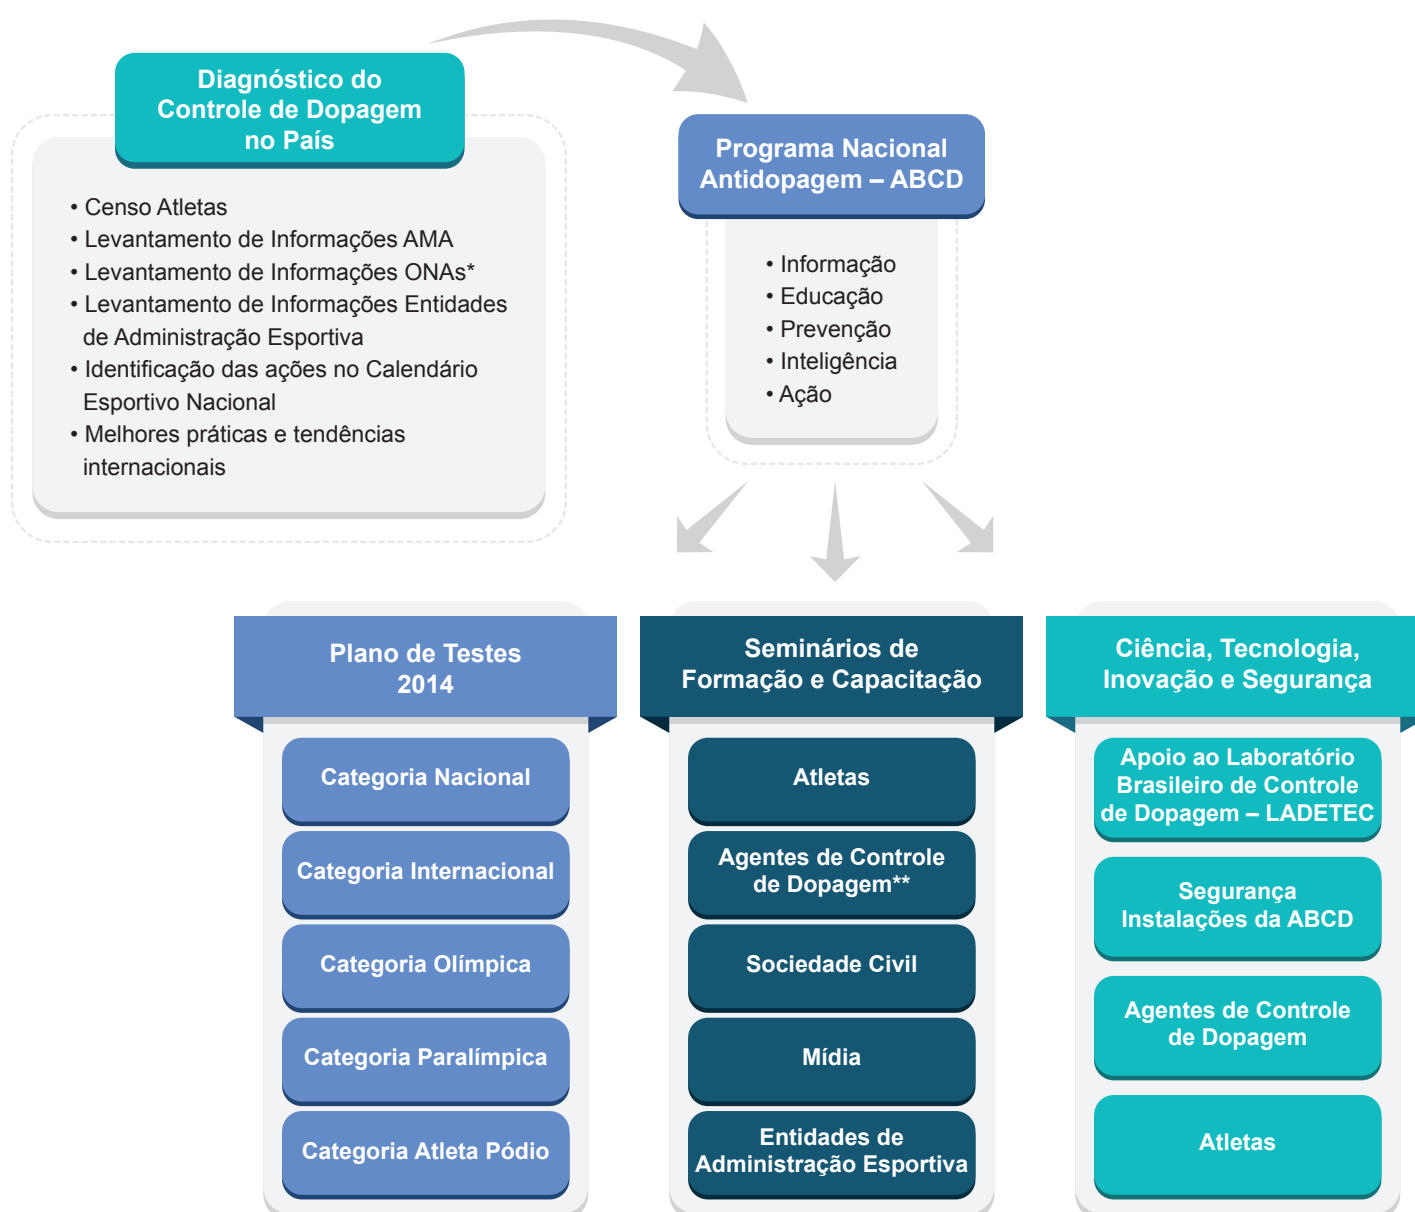 Diagnóstico do
Controle de Dopagem
no País
• Censo Atletas
• Levantamento de Informações AMA
• Levantamento de Informações ONAs*
• Levantamento de Informações Entidades
de Administração Esportiva
• Identificação das ações no Calendário
Esportivo Nacional
• Melhores práticas e tendências
internacionais
Programa Nacional
Antidopagem – ABCD
• Informação
• Educação
• Prevenção
• Inteligência
• Ação
Plano de Testes
2014
Categoria Nacional
Categoria Internacional
Categoria Olímpica
Categoria Paralímpica
Categoria Atleta Pódio
Seminários de
Formação e Capacitação
Atletas
Agentes de Controle
de Dopagem**
Sociedade Civil
Mídia
Entidades de
Administração Esportiva
Ciência, Tecnologia,
Inovação e Segurança
Apoio ao Laboratório
Brasileiro de Controle
de Dopagem – LADETEC
Segurança
Instalações da ABCD
Agentes de Controle
de Dopagem
Atletas